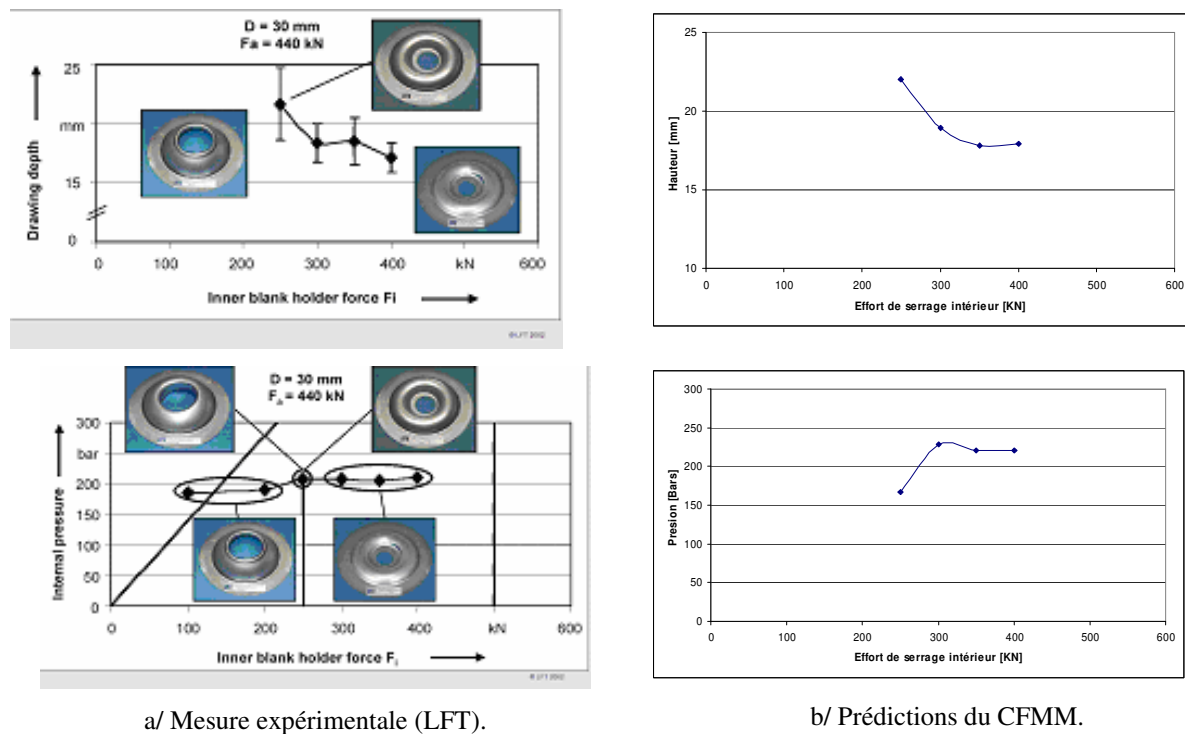 D = 30 mm
Fa = 440 kN
25
mm
15
0
Drawing depth
0 100 200 300 400 kN 600
Inner blank holder force Fi
© LFT 2002
25
20
15
10
Hauteur [mm]
0 100 200 300 400 500 600
Effort de serrage intérieur [KN]
D = 30 mm
Fa = 440 kN
300
bar
200
150
100
50
0
Internal pressure
0 100 200 300 400 kN 600
Inner blank holder force Fi
© LFT 2002
300
250
200
150
100
50
0
Presion [Bars]
0 100 200 300 400 500 600
Effort de serrage intérieur [KN]
a/ Mesure expérimentale (LFT).
b/ Prédictions du CFMM.